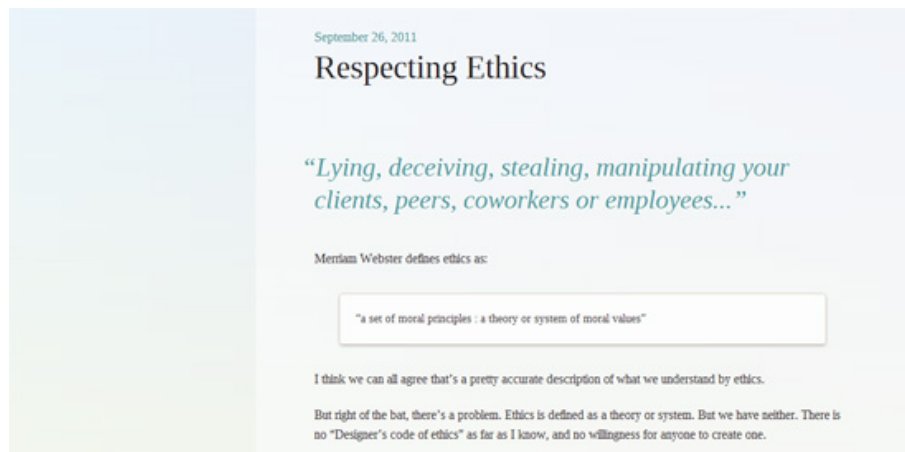 September 26, 2011
Respecting Ethics
“Lying, deceiving, stealing, manipulating your
clients, peers, coworkers or employees...”
Merriam Webster defines ethics as:
“a set of moral principles : a theory or system of moral values”
I think we can all agree that’s a pretty accurate description of what we understand by ethics.
But right of the bat, there’s a problem. Ethics is defined as a theory or system. But we have neither. There is
no “Designer’s code of ethics” as far as I know, and no willingness for anyone to create one.